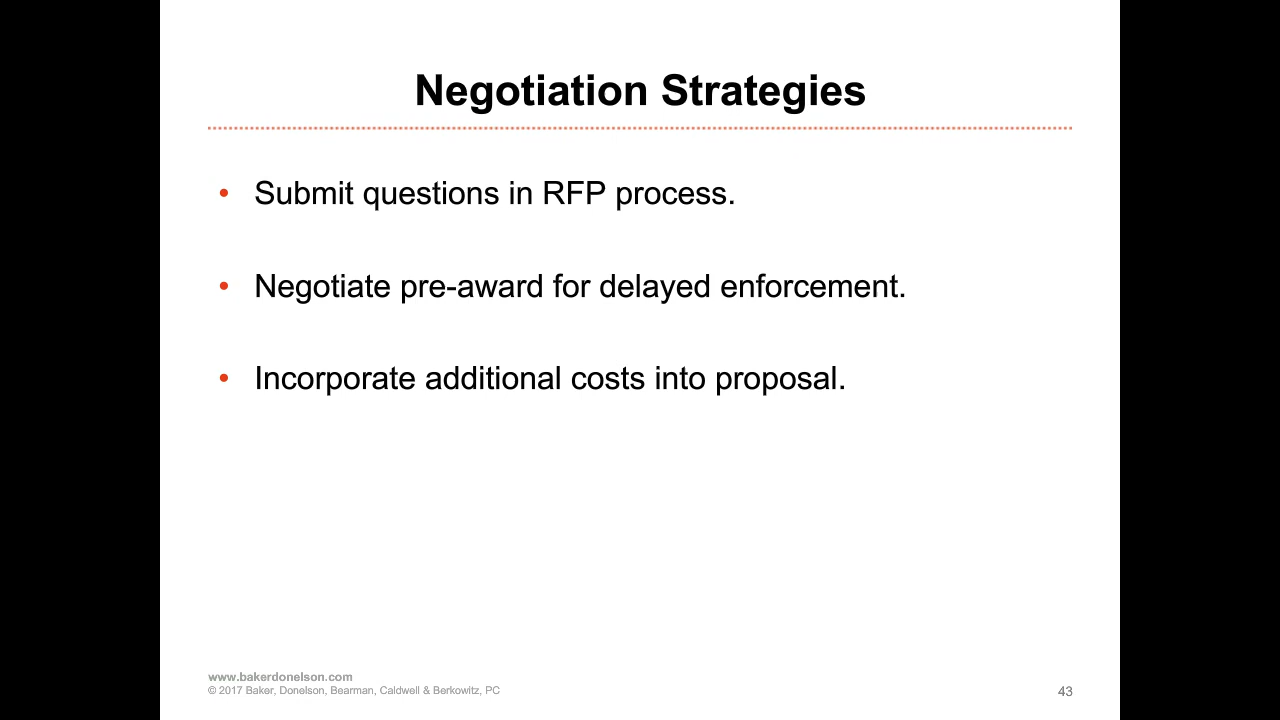 Negotiation Strategies
• Submit questions in RFP process.
• Negotiate pre-award for delayed enforcement.
• Incorporate additional costs into proposal.
www.bakerdonelson.com
© 2017 Baker, Donelson, Bearman, Caldwell & Berkowitz, PC
43